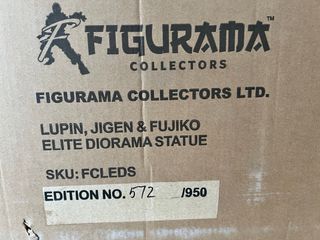 FIGURAMA™
COLLECTORS
FIGURAMA COLLECTORS LTD.
LUPIN, JIGEN & FUJIKO
ELITE DIORAMA STATUE
SKU: FCLEDS
EDITION NO. 572 /950